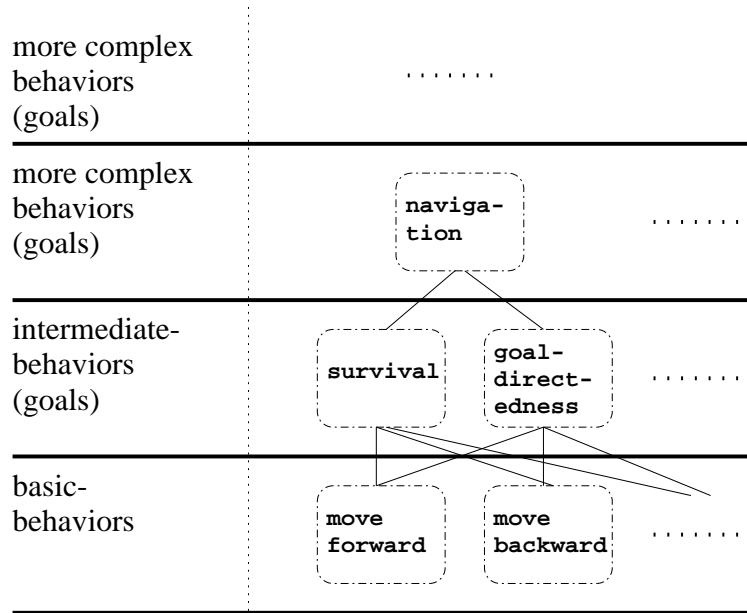 more complex
behaviors
(goals)
.......
more complex
behaviors
(goals)
naviga-
tion
.......
intermediate-
behaviors
(goals)
survival
goal-
direct-
edness
.......
basic-
behaviors
move
forward
move
backward
.......